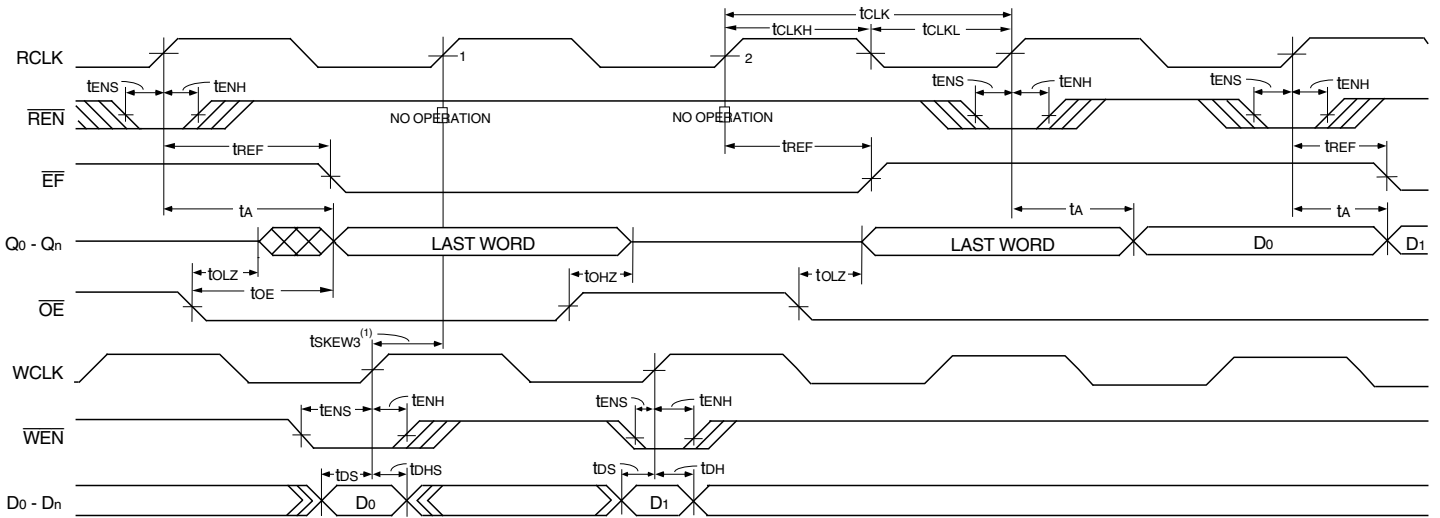 tCLK
tCLKH tCLKL
RCLK 1 2
tENS tENH tENS tENH tENS tENH
REN
NO OPERATION NO OPERATION
tREF tREF tREF
EF
tA tA tA
Q0 - Qn LAST WORD LAST WORD D0 D1
tOLZ tOHZ tOLZ
tOE
OE
tSKEW3(1)
WCLK
tENS tENH tENS tENH
WEN
tDS tDHS tDS tDH
D0 - Dn D0 D1